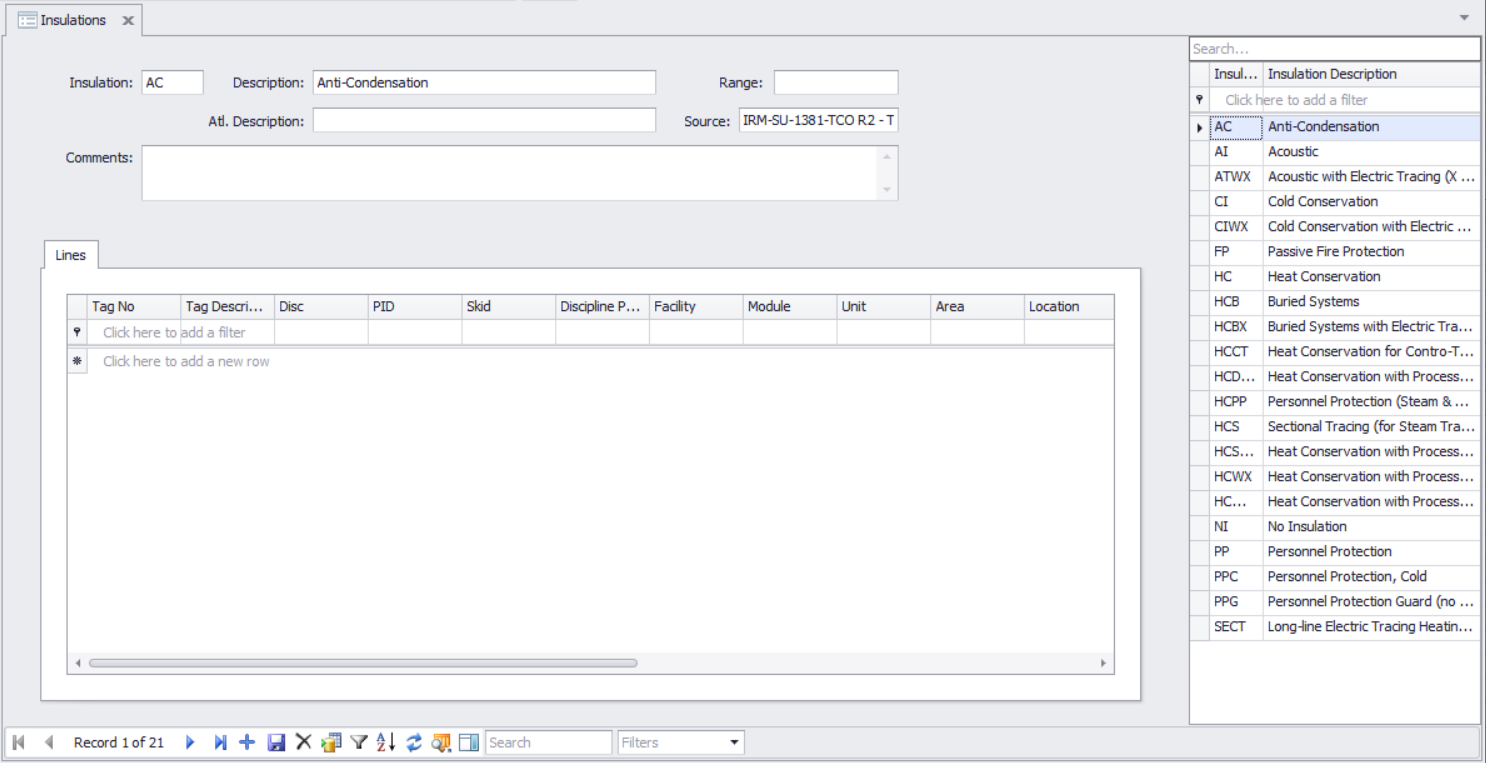 Insulations
Insulation: AC Description: Anti-Condensation Range:
Atl. Description: Source: IRM-SU-1381-TCO R2 - T
Comments:
Lines
Tag No Tag Descri... Disc PID Skid Discipline P... Facility Module Unit Area Location
Click here to add a filter
Click here to add a new row
Record 1 of 21 Search Filters
Search...
Insul... Insulation Description
Click here to add a filter
AC Anti-Condensation
AI Acoustic
ATWX Acoustic with Electric Tracing (X ...
CI Cold Conservation
CIWX Cold Conservation with Electric ...
FP Passive Fire Protection
HC Heat Conservation
HCB Buried Systems
HCBX Buried Systems with Electric Tra...
HCCT Heat Conservation for Contro-T...
HCD... Heat Conservation with Process...
HCPP Personnel Protection (Steam & ...
HCS Sectional Tracing (for Steam Tra...
HCS... Heat Conservation with Process...
HCWX Heat Conservation with Process...
HC... Heat Conservation with Process...
NI No Insulation
PP Personnel Protection
PPC Personnel Protection, Cold
PPG Personnel Protection Guard (no ...
SECT Long-line Electric Tracing Heatin...